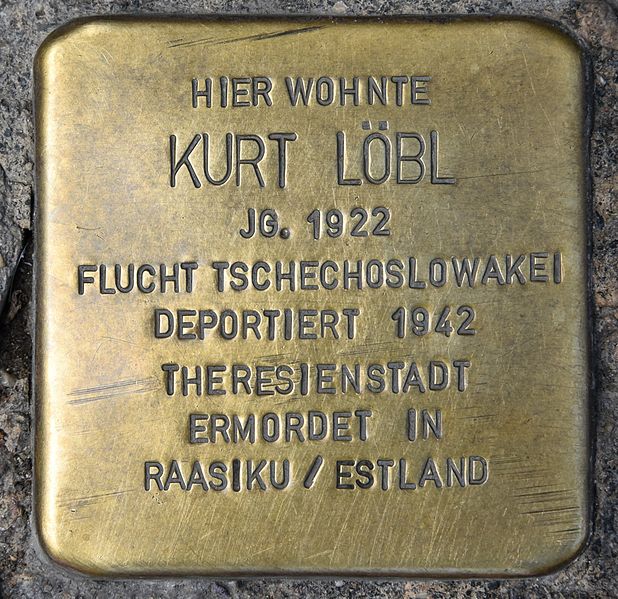 HIER WOHNTE
KURT LÖBL
JG. 1922
FLUCHT TSCHECHOSLOWAKEI
DEPORTIERT 1942
THERESIENSTADT
ERMORDET IN
RAASIKU / ESTLAND